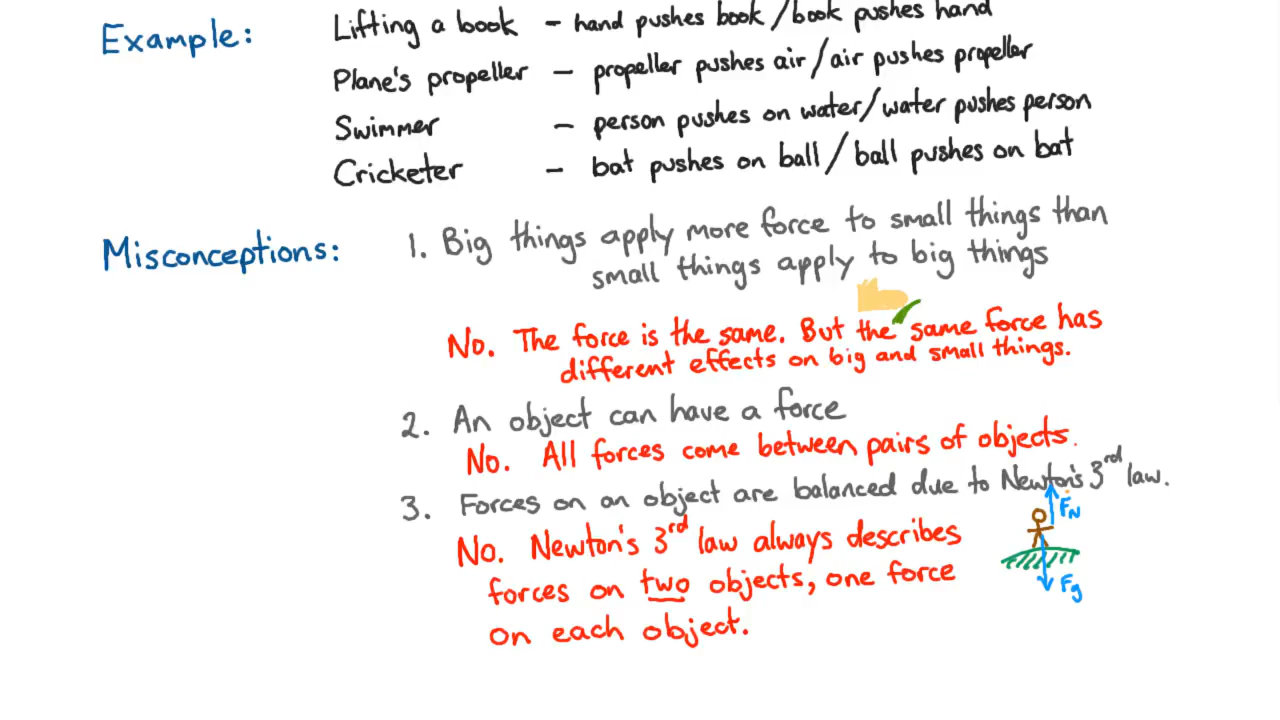 Example:
Lifting a book – hand pushes book / book pushes hand
Plane's propeller – propeller pushes air / air pushes propeller
Swimmer – person pushes on water / water pushes person
Cricketer – bat pushes on ball / ball pushes on bat
Misconceptions:
1. Big things apply more force to small things than
small things apply to big things
No. The force is the same. But the same force has
different effects on big and small things.
2. An object can have a force
No. All forces come between pairs of objects.
3. Forces on an object are balanced due to Newton's 3rd law.
No. Newton's 3rd law always describes
forces on two objects, one force
on each object.
FN
Fg